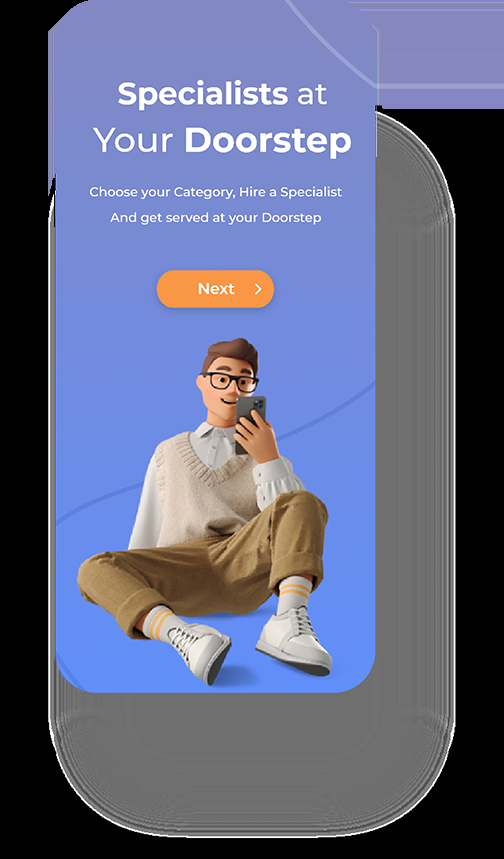 Specialists at
Your Doorstep
Choose your Category, Hire a Specialist
And get served at your Doorstep
Next